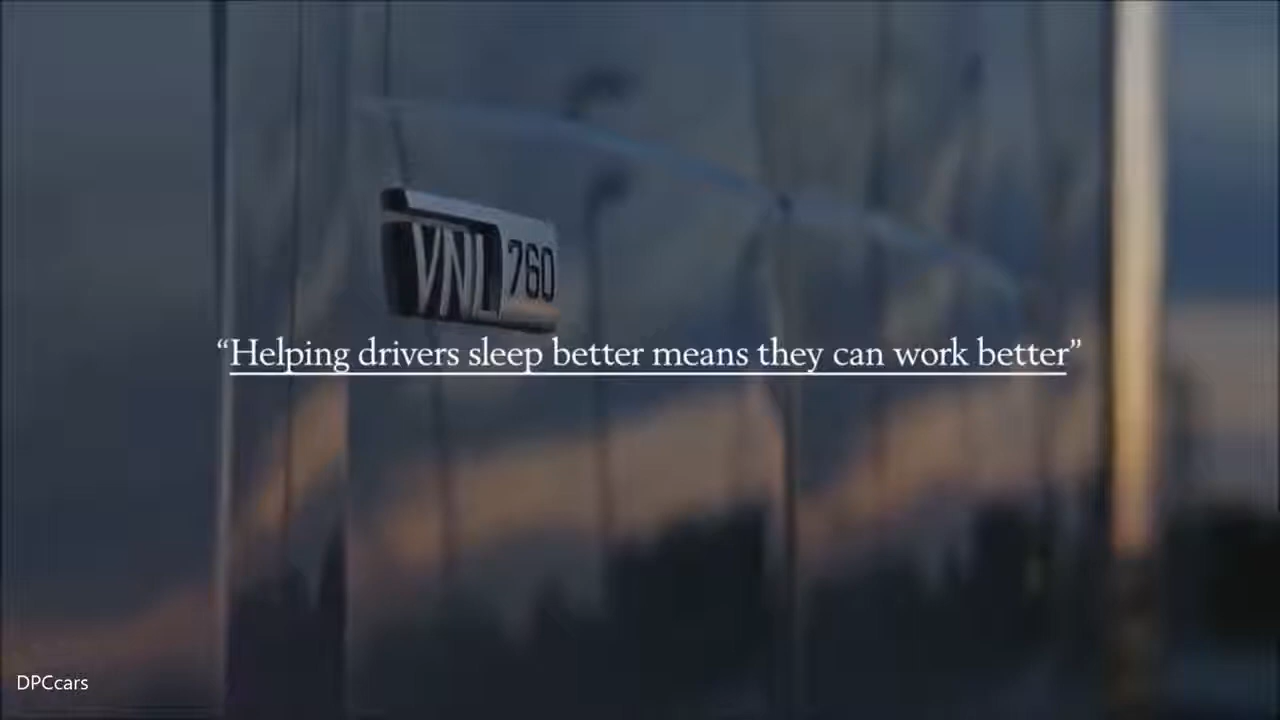 VNL 760
“Helping drivers sleep better means they can work better”
DPCcars